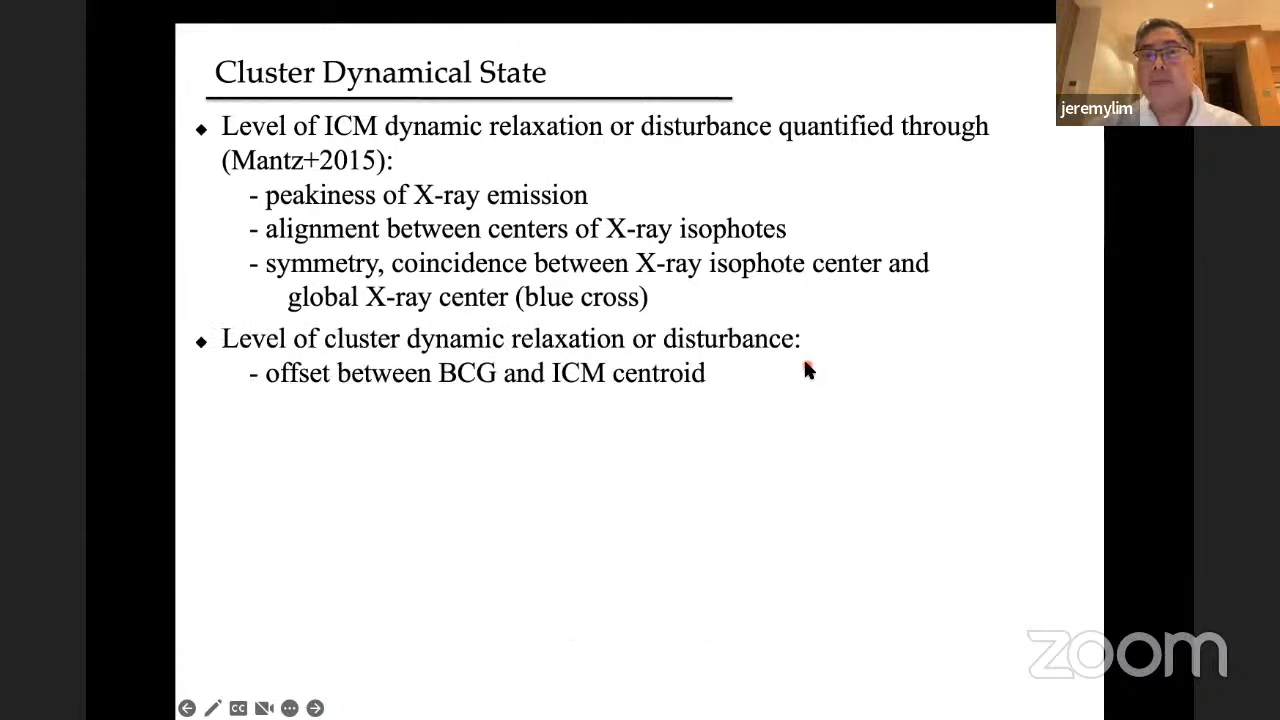 Cluster Dynamical State
jeremylim
◆ Level of ICM dynamic relaxation or disturbance quantified through
(Mantz+2015):
- peakiness of X-ray emission
- alignment between centers of X-ray isophotes
- symmetry, coincidence between X-ray isophote center and
global X-ray center (blue cross)
◆ Level of cluster dynamic relaxation or disturbance:
- offset between BCG and ICM centroid
zoom
CC